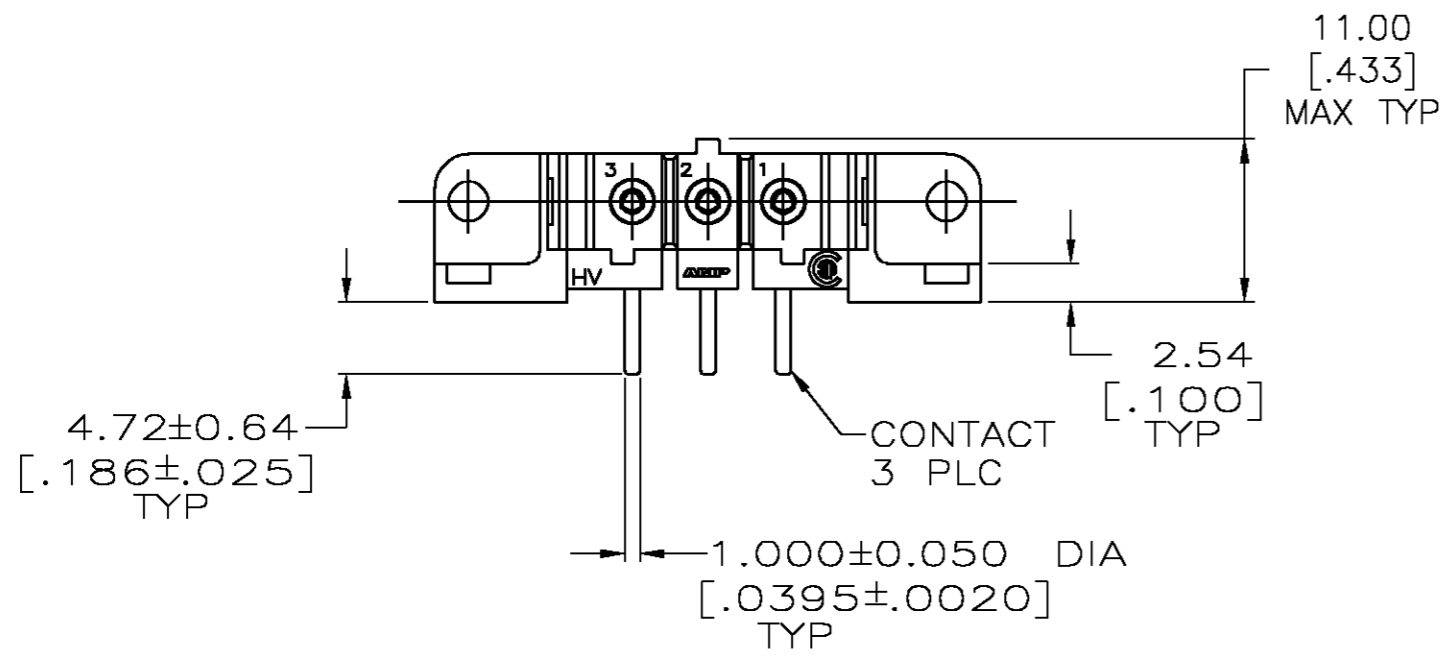 11.00
[.433]
MAX TYP
3 2 1
HV AMP
2.54
[.100]
TYP
4.72±0.64
[.186±.025]
TYP
CONTACT
3 PLC
1.000±0.050 DIA
[.0395±.0020]
TYP